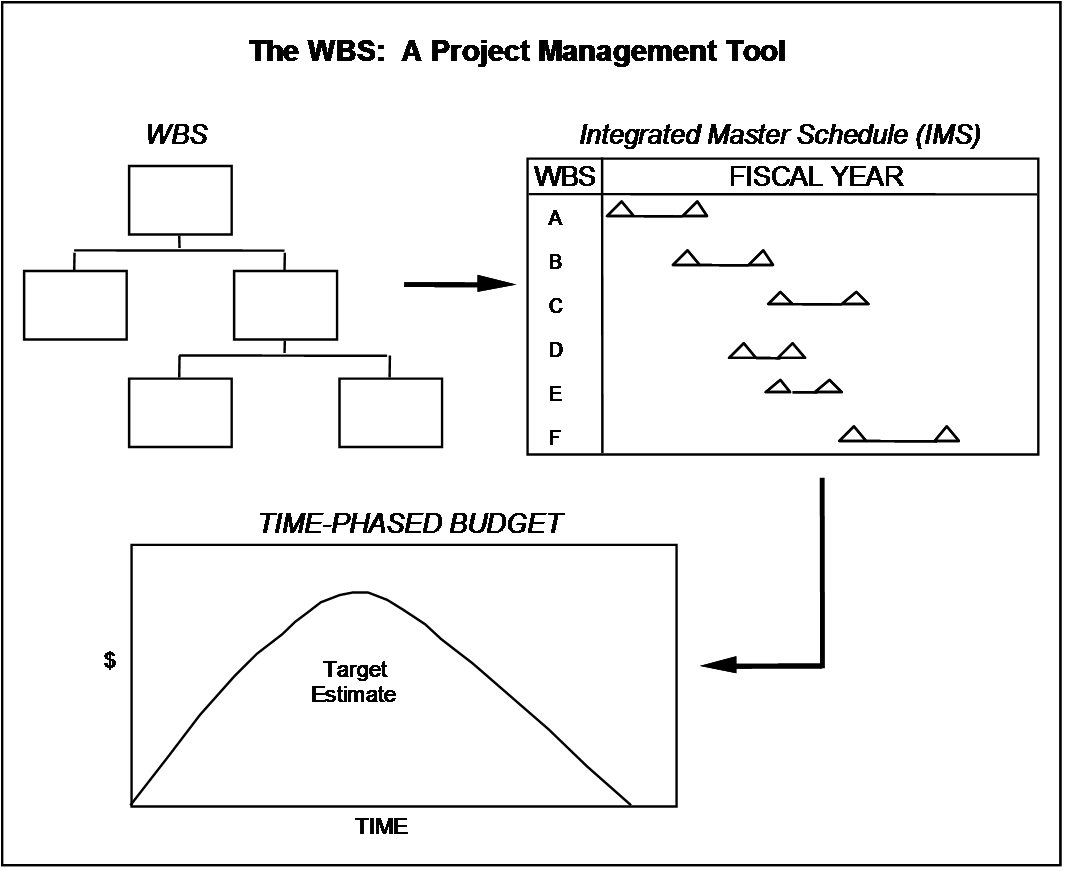 The WBS: A Project Management Tool
WBS
Integrated Master Schedule (IMS)
WBS FISCAL YEAR
A
B
C
D
E
F
TIME-PHASED BUDGET
$
Target
Estimate
TIME